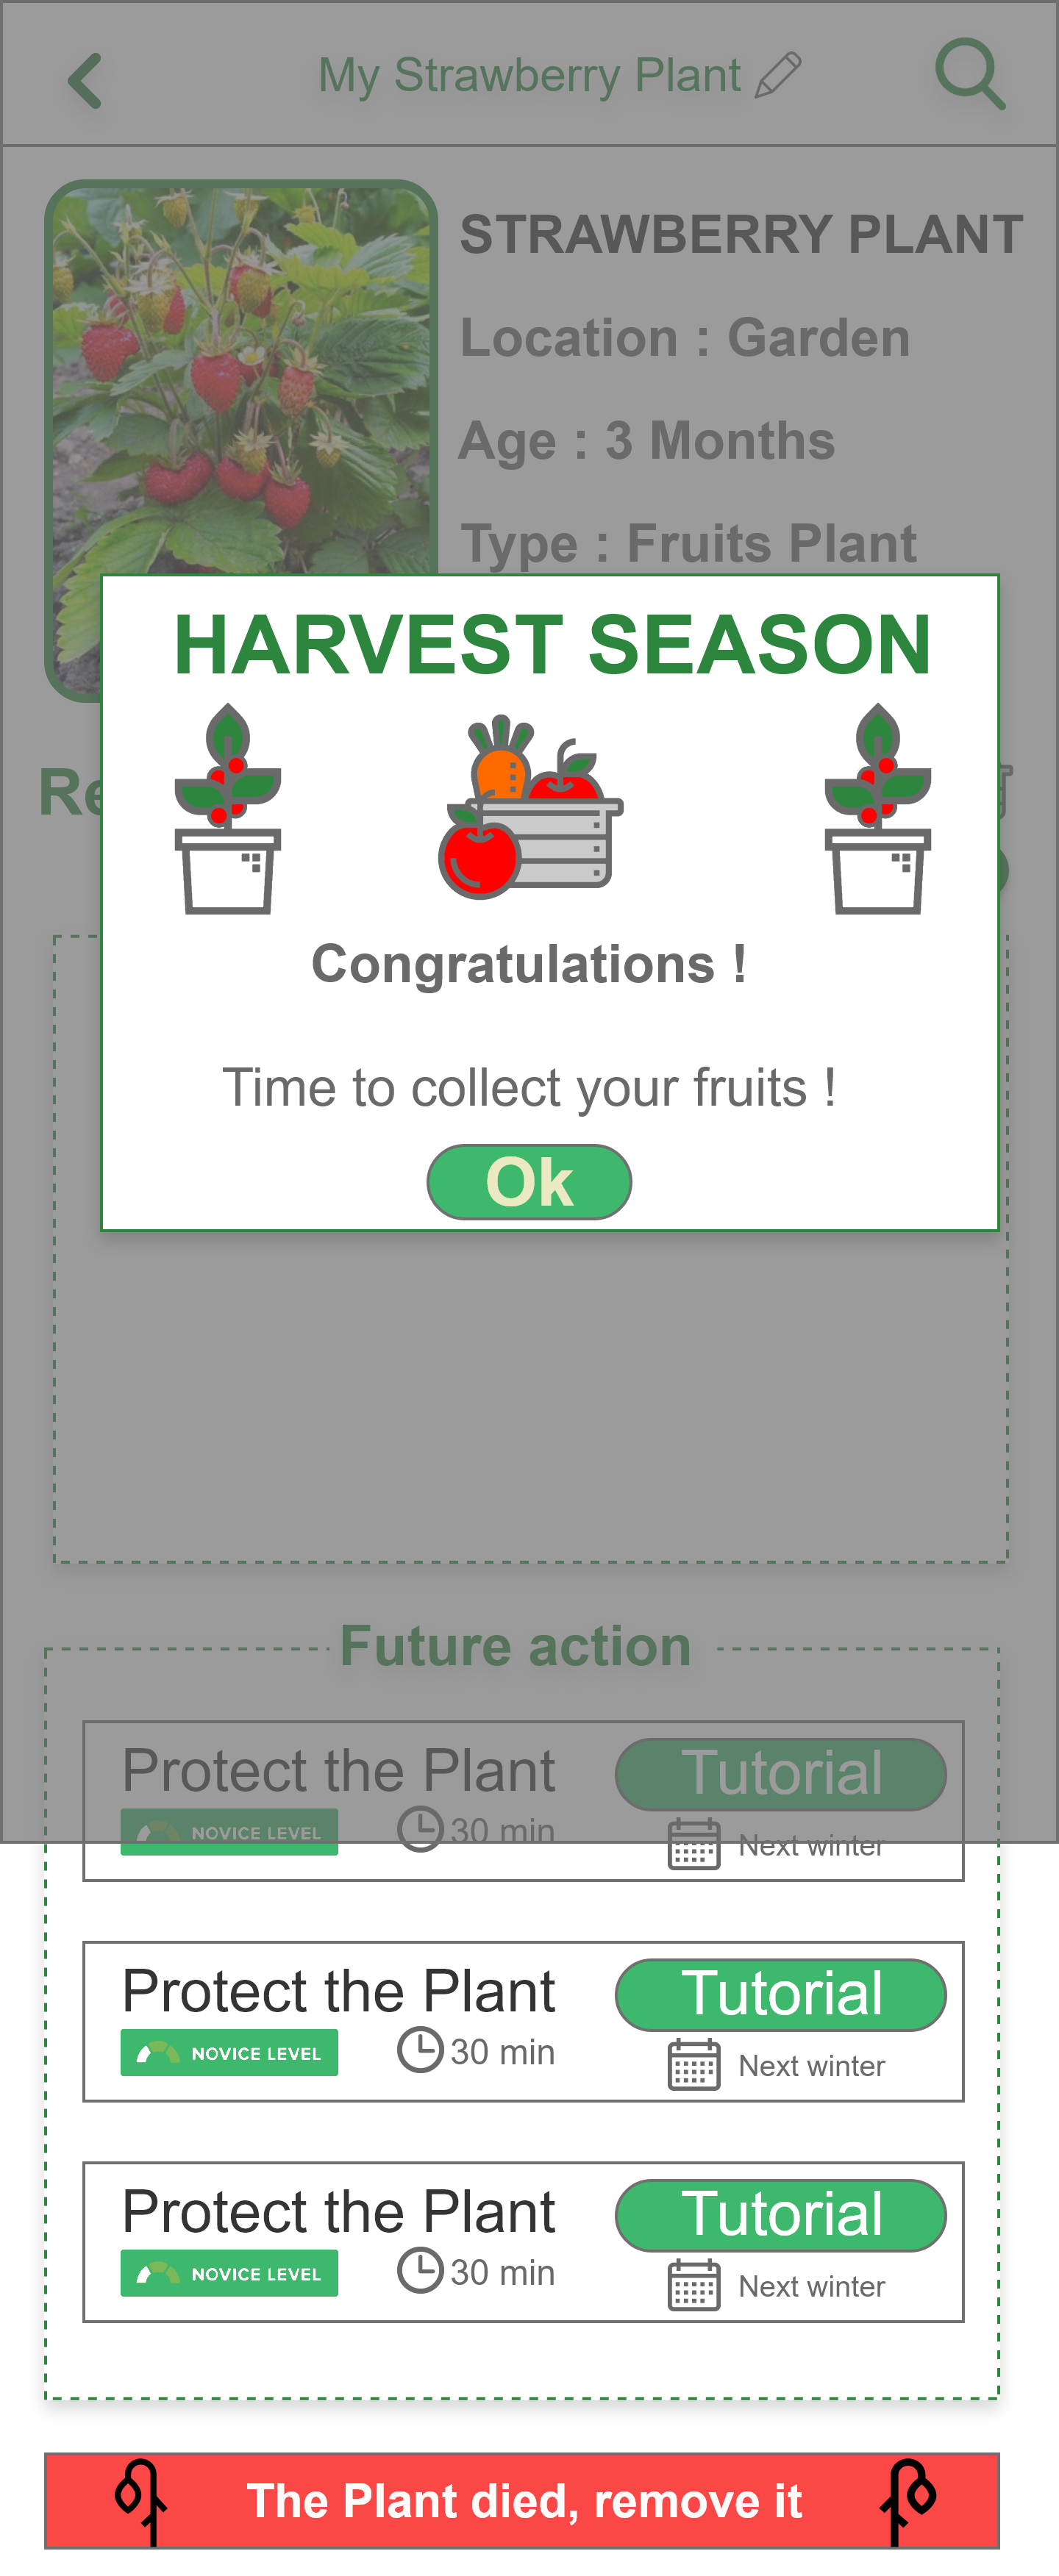 My Strawberry Plant
STRAWBERRY PLANT
Location : Garden
Age : 3 Months
Type : Fruits Plant
HARVEST SEASON
Congratulations !
Time to collect your fruits !
Ok
Future action
Protect the Plant
Tutorial
NOVICE LEVEL
30 min
Next winter
Protect the Plant
Tutorial
NOVICE LEVEL
30 min
Next winter
Protect the Plant
Tutorial
NOVICE LEVEL
30 min
Next winter
The Plant died, remove it